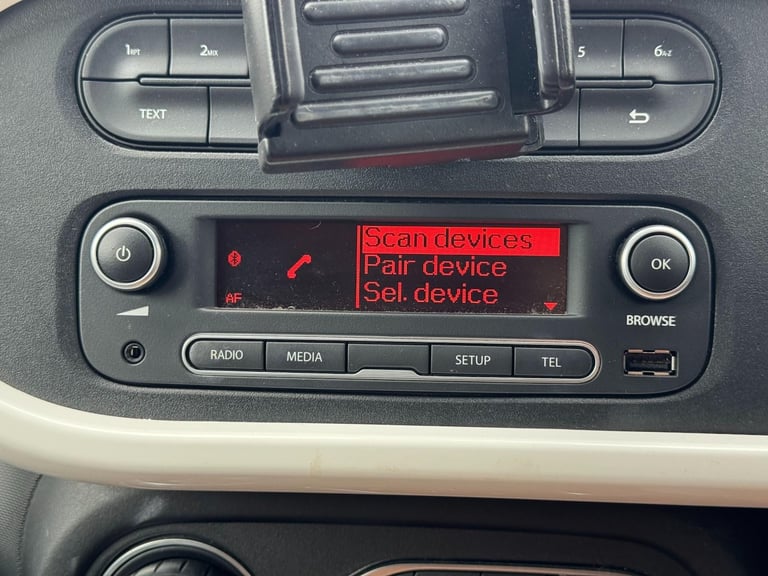 1RPT
2MIX
5
6A-Z
TEXT
Scan devices
Pair device
Sel. device
AF
OK
BROWSE
RADIO
MEDIA
SETUP
TEL